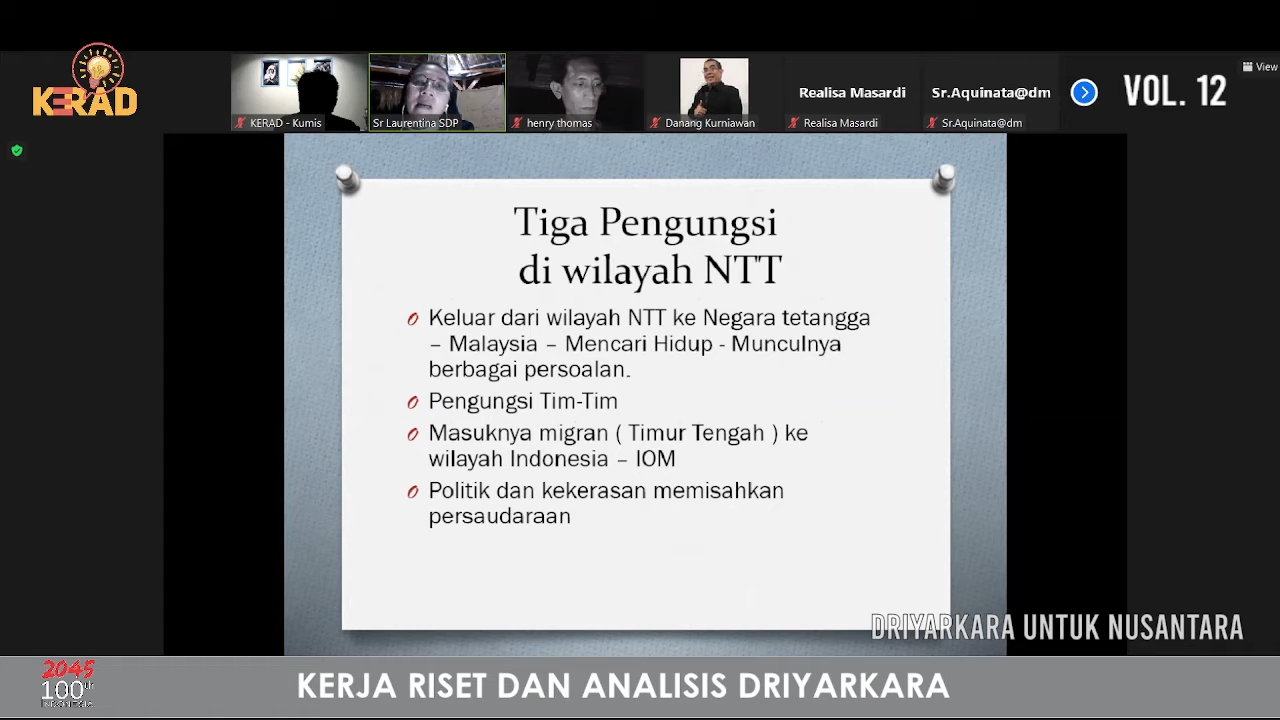 KERAD
KERAD - Kumis
Sr Laurentina SDP
henry thomas
Danang Kurniawan
Realisa Masardi
Realisa Masardi
Sr.Aquinata@dm
Sr.Aquinata@dm
View
VOL. 12
Tiga Pengungsi
di wilayah NTT
Keluar dari wilayah NTT ke Negara tetangga
– Malaysia – Mencari Hidup - Munculnya
berbagai persoalan.
Pengungsi Tim-Tim
Masuknya migran ( Timur Tengah ) ke
wilayah Indonesia – IOM
Politik dan kekerasan memisahkan
persaudaraan
DRIYARKARA UNTUK NUSANTARA
2045
100th
INDONESIA
KERJA RISET DAN ANALISIS DRIYARKARA